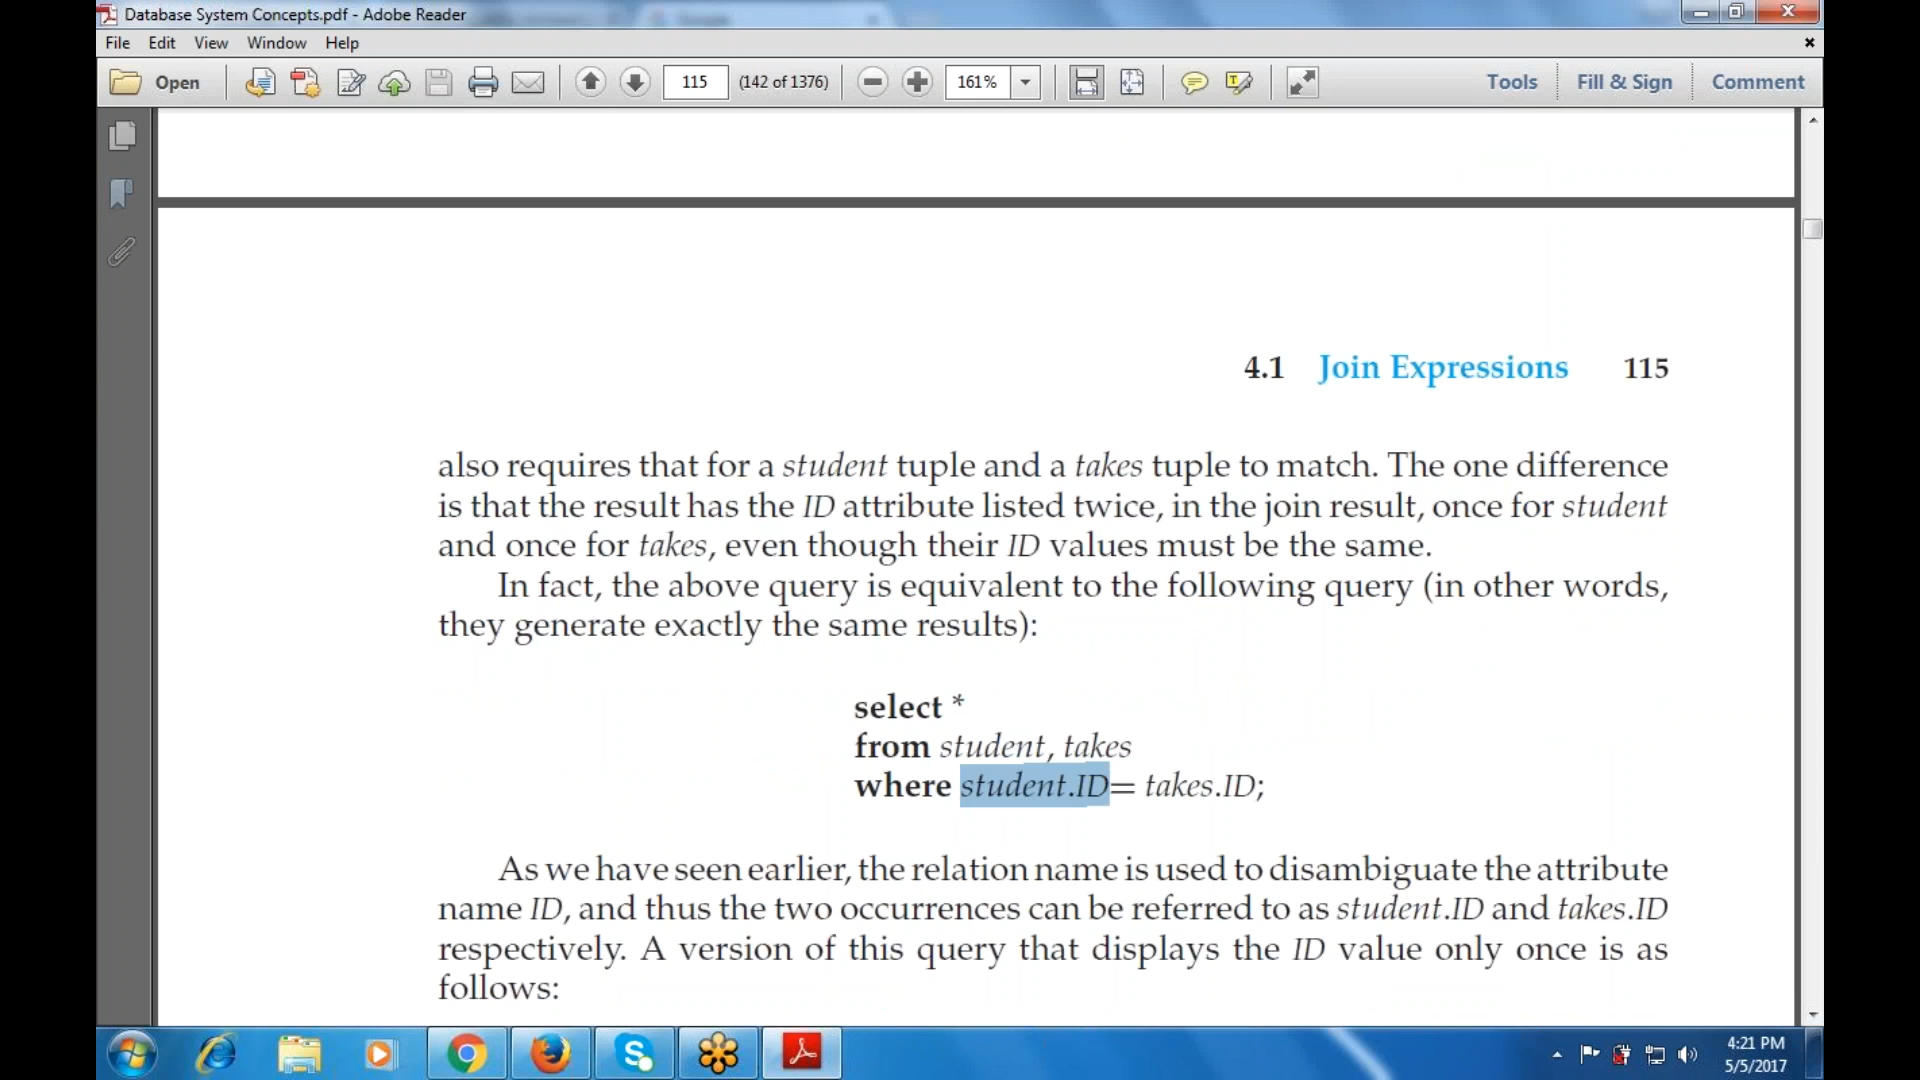 Database System Concepts.pdf - Adobe Reader
File Edit View Window Help
Open 115 (142 of 1376) 161% Tools Fill & Sign Comment
4.1 Join Expressions 115
also requires that for a student tuple and a takes tuple to match. The one difference
is that the result has the ID attribute listed twice, in the join result, once for student
and once for takes, even though their ID values must be the same.
In fact, the above query is equivalent to the following query (in other words,
they generate exactly the same results):
select *
from student, takes
where student.ID= takes.ID;
As we have seen earlier, the relation name is used to disambiguate the attribute
name ID, and thus the two occurrences can be referred to as student.ID and takes.ID
respectively. A version of this query that displays the ID value only once is as
follows:
4:21 PM
5/5/2017